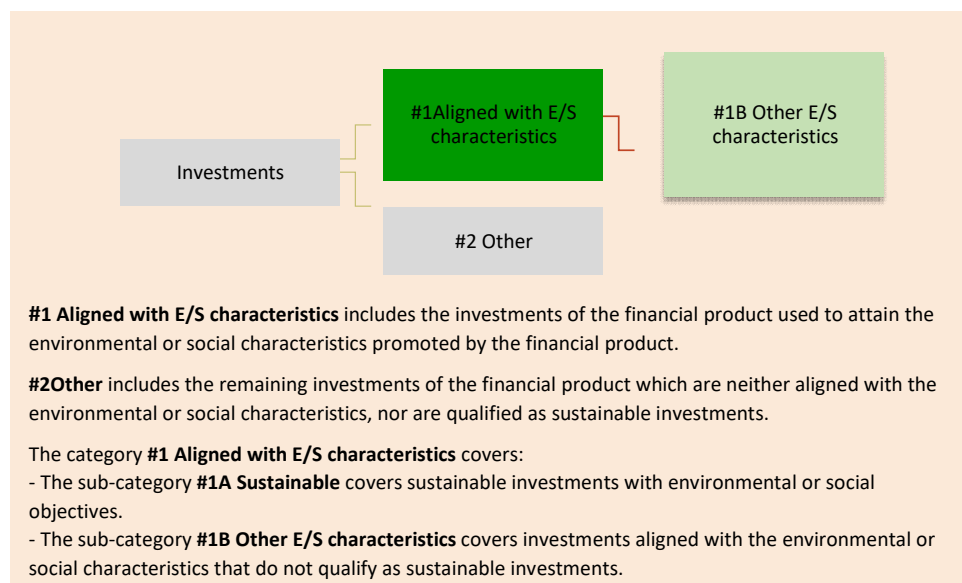 #1Aligned with E/S
characteristics
#1B Other E/S
characteristics
Investments
#2 Other
#1 Aligned with E/S characteristics includes the investments of the financial product used to attain the
environmental or social characteristics promoted by the financial product.
#2Other includes the remaining investments of the financial product which are neither aligned with the
environmental or social characteristics, nor are qualified as sustainable investments.
The category #1 Aligned with E/S characteristics covers:
- The sub-category #1A Sustainable covers sustainable investments with environmental or social
objectives.
- The sub-category #1B Other E/S characteristics covers investments aligned with the environmental or
social characteristics that do not qualify as sustainable investments.